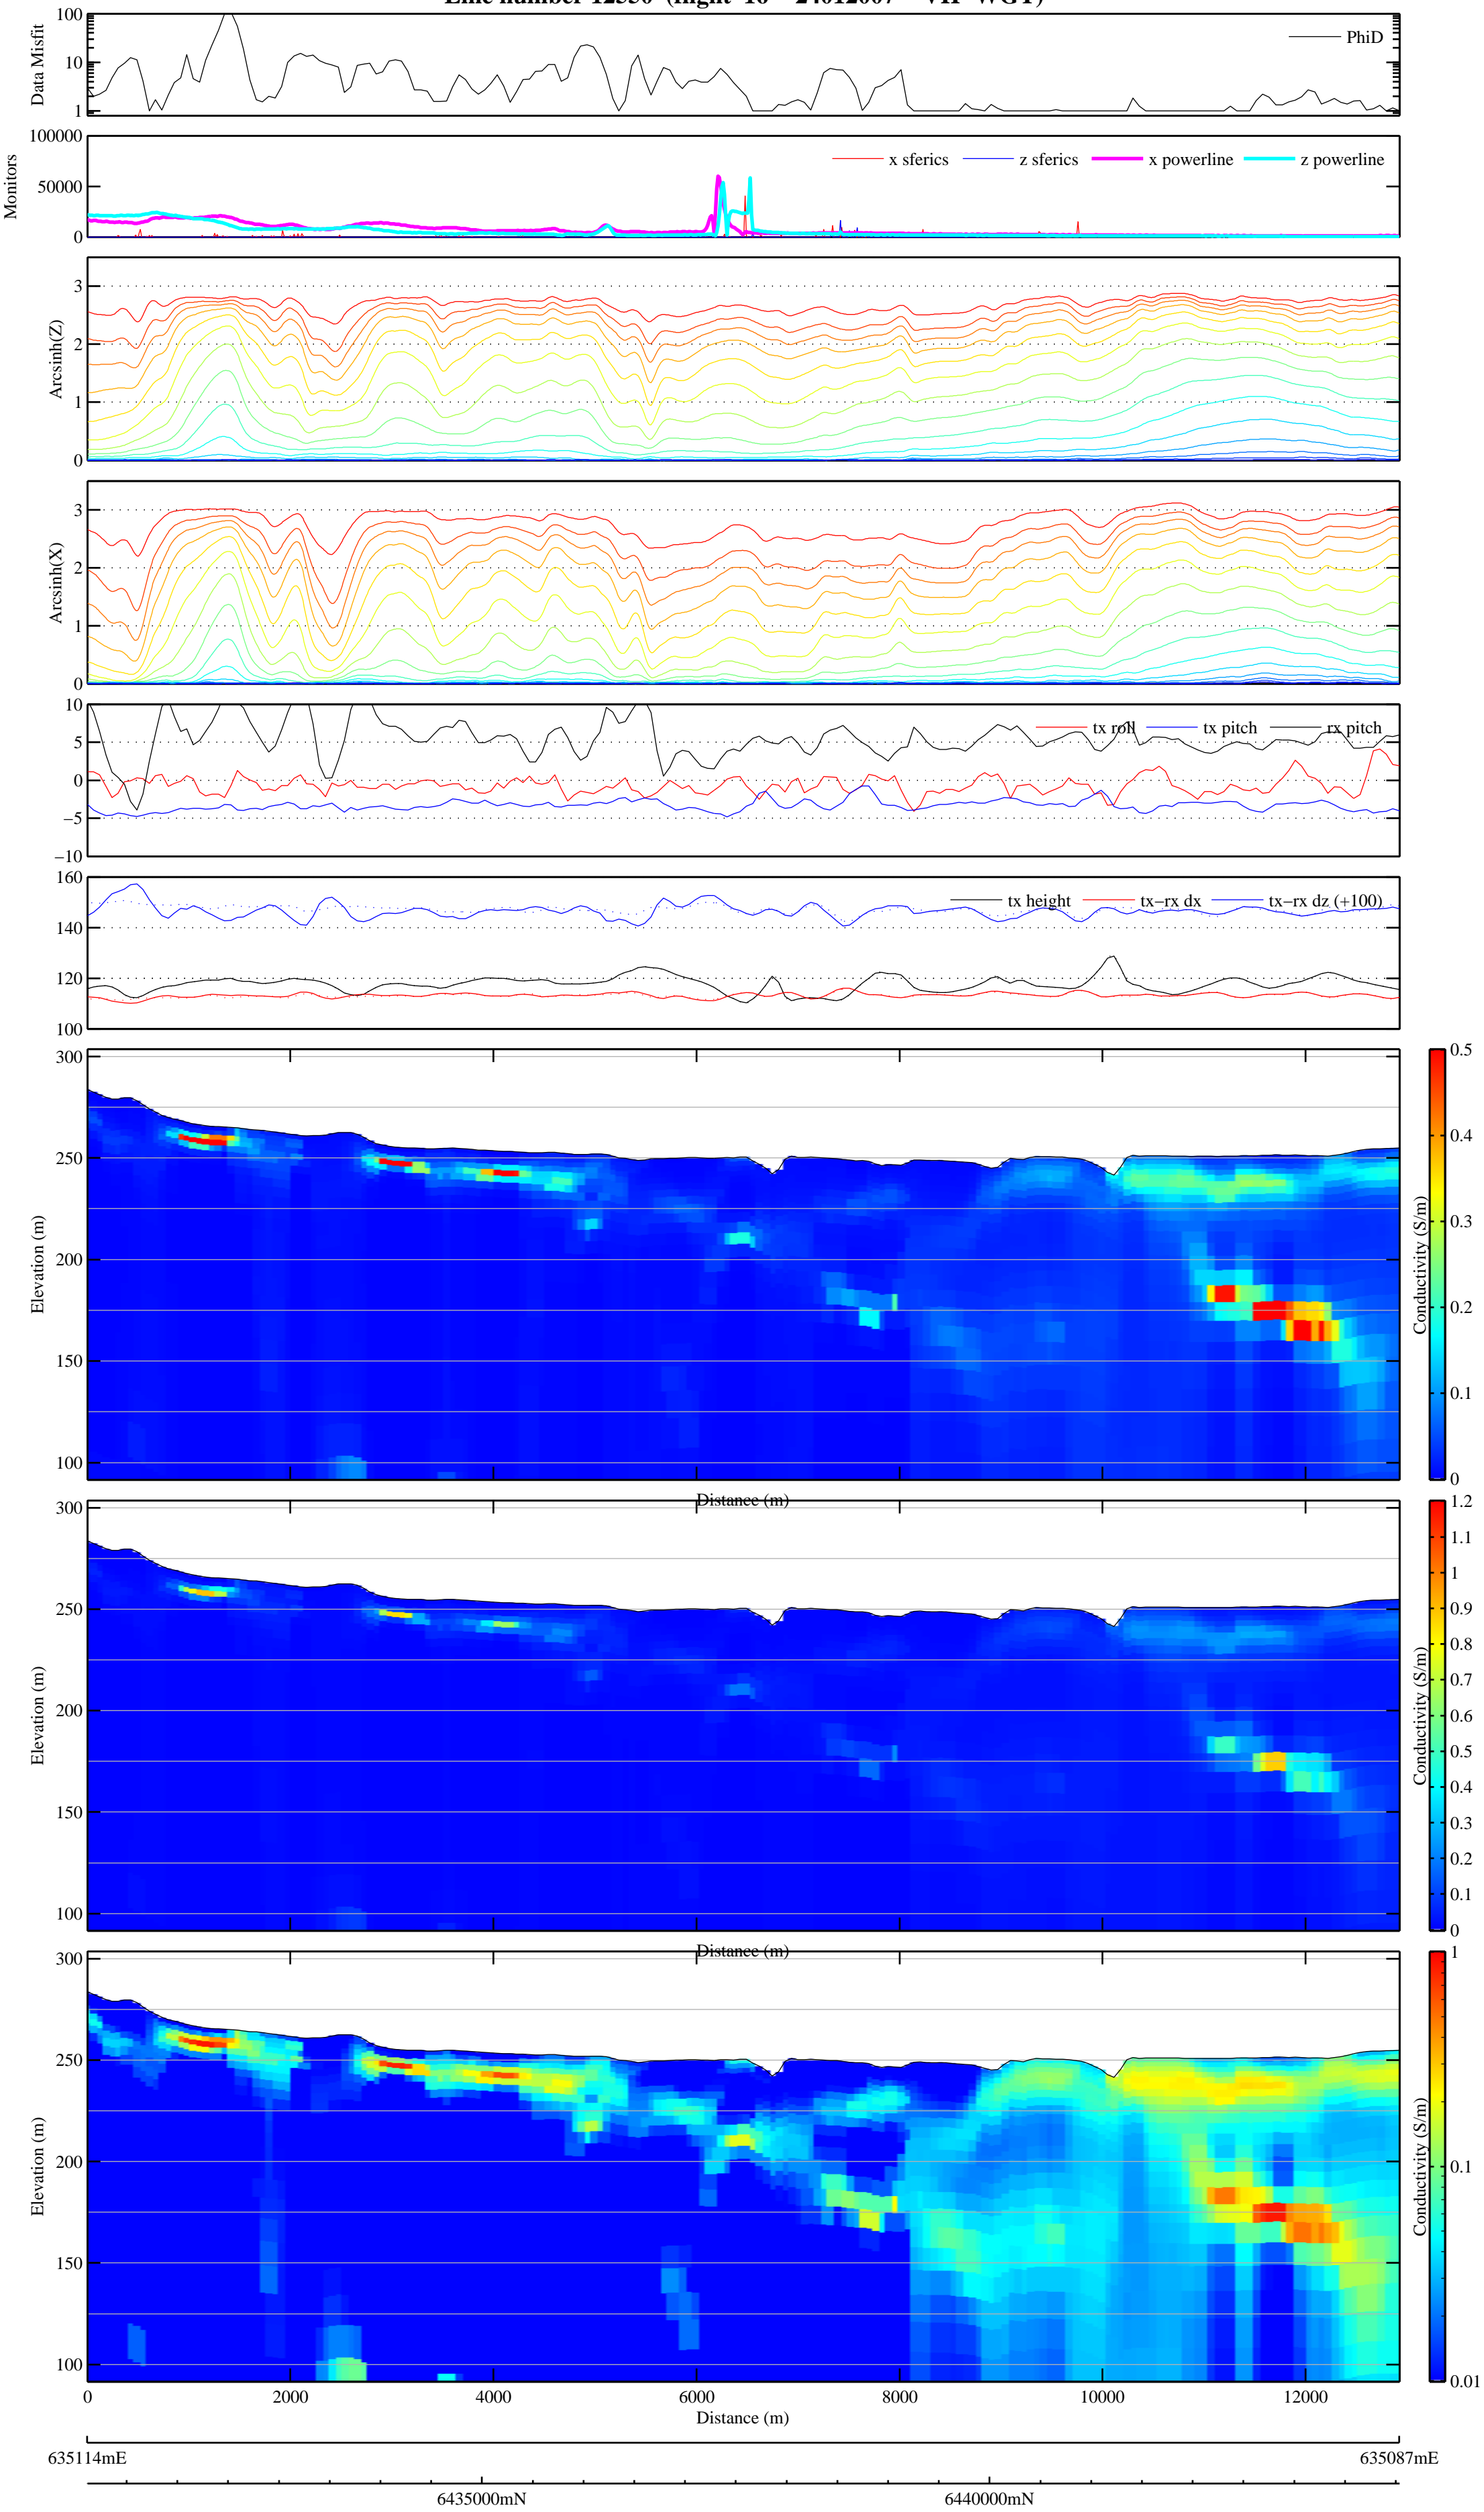 100
10
1
Data Misfit
PhiD
100000
50000
0
Monitors
x sferics
z sferics
x powerline
z powerline
3
2
1
0
Arcsinh(Z)
3
2
1
0
Arcsinh(X)
10
5
0
−5
−10
tx roll
tx pitch
rx pitch
160
140
120
100
tx height
tx−rx dx
tx−rx dz (+100)
300
250
200
150
100
Elevation (m)
Distance (m)
0.5
0.4
0.3
0.2
0.1
0
Conductivity (S/m)
300
250
200
150
100
Elevation (m)
Distance (m)
1.2
1.1
1
0.9
0.8
0.7
0.6
0.5
0.4
0.3
0.2
0.1
0
Conductivity (S/m)
300
250
200
150
100
Elevation (m)
1
0.1
0.01
Conductivity (S/m)
0 2000 4000 6000 8000 10000 12000
Distance (m)
635114mE 635087mE
6435000mN 6440000mN